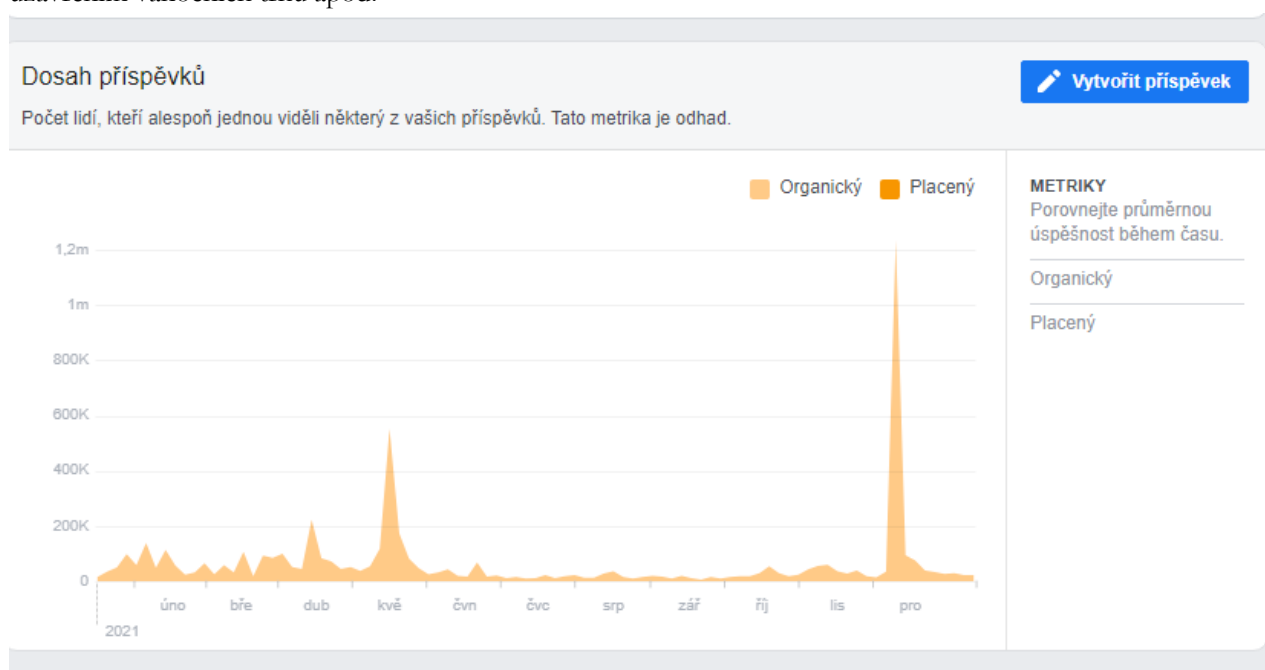 Dosah příspěvků
Vytvořit příspěvek
Počet lidí, kteří alespoň jednou viděli některý z vašich příspěvků. Tato metrika je odhad.
Organický Placený
METRIKY
Porovnejte průměrnou
úspěšnost během času.
Organický
Placený
1,2m
1m
800K
600K
400K
200K
0
úno bře dub kvě čvn čvc srp zář říj lis pro
2021